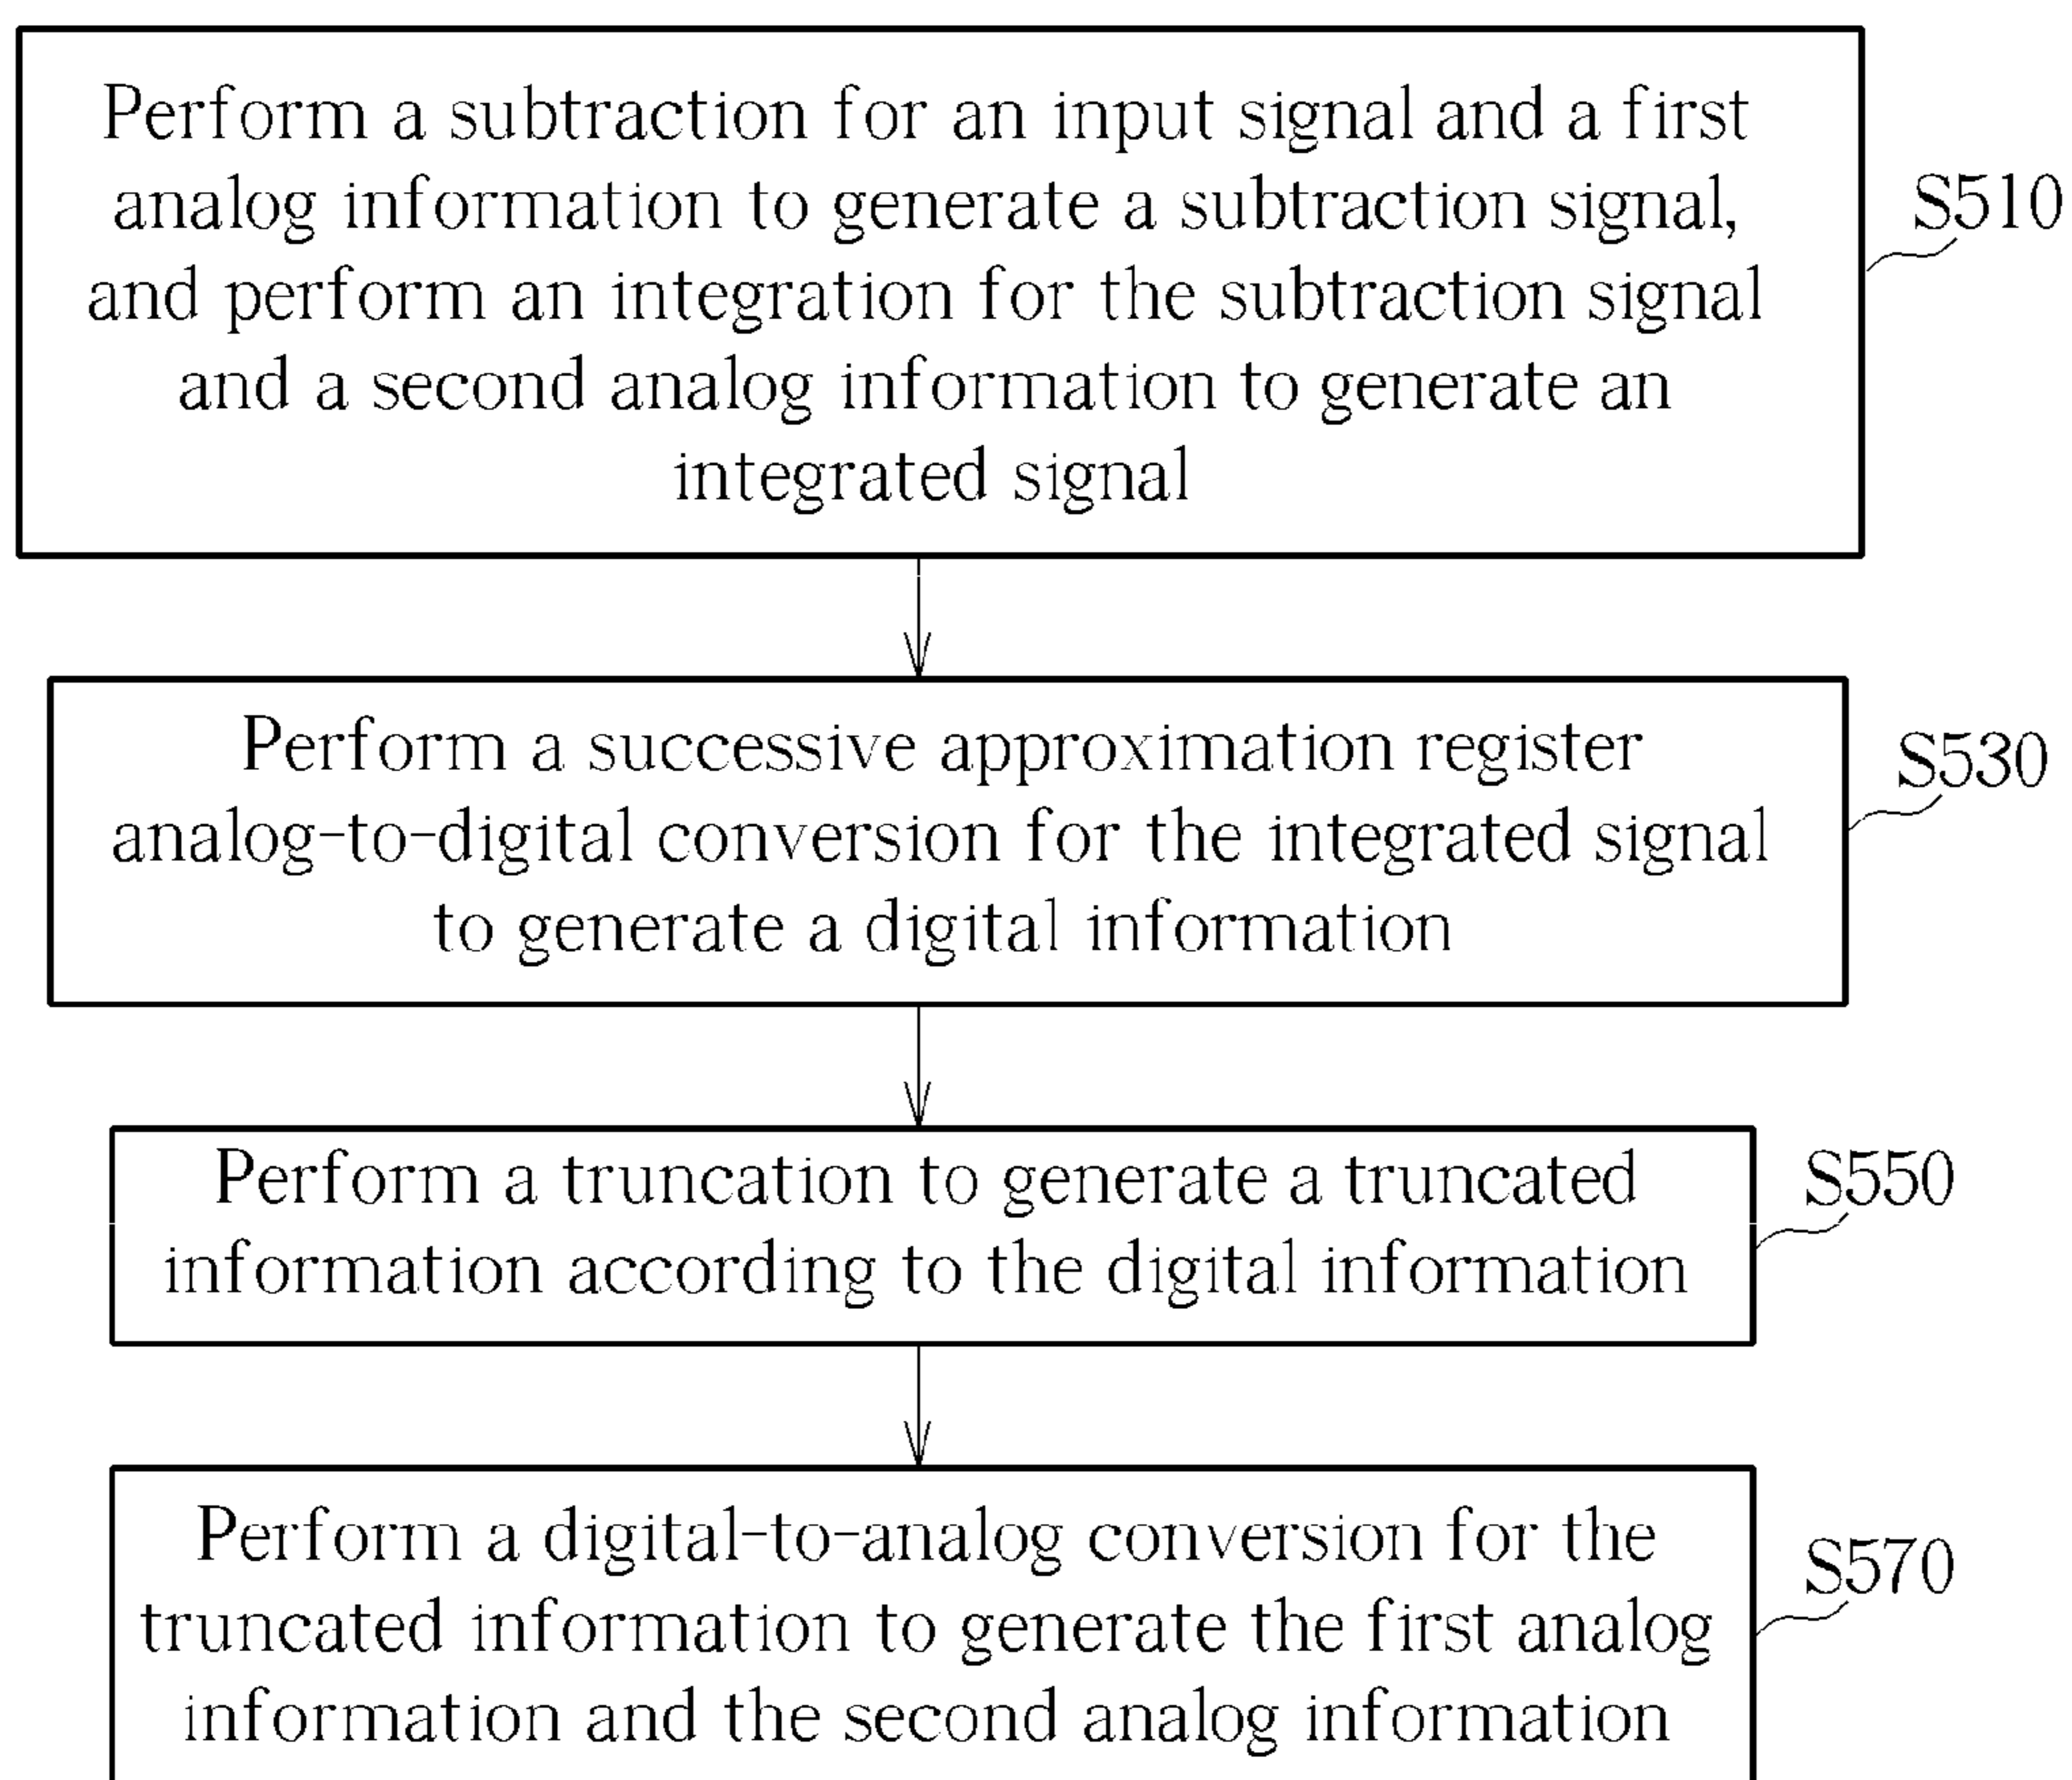 Perform a subtraction for an input signal and a first
analog information to generate a subtraction signal,
and perform an integration for the subtraction signal
and a second analog information to generate an
integrated signal
S510
Perform a successive approximation register
analog-to-digital conversion for the integrated signal
to generate a digital information
S530
Perform a truncation to generate a truncated
information according to the digital information
S550
Perform a digital-to-analog conversion for the
truncated information to generate the first analog
information and the second analog information
S570